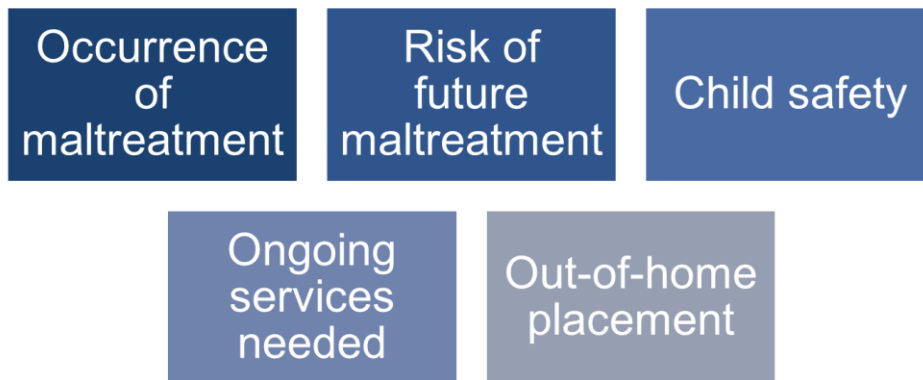 Occurrence
of
maltreatment
Risk of
future
maltreatment
Child safety
Ongoing
services
needed
Out-of-home
placement